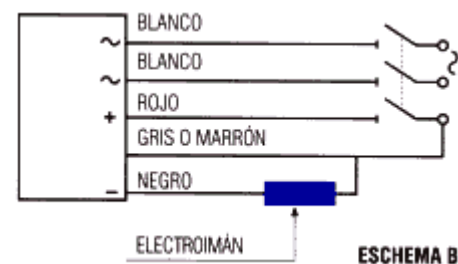 BLANCO
~
BLANCO
~
ROJO
+
GRIS O MARRÓN
NEGRO
–
ELECTROIMÁN
ESCHEMA B